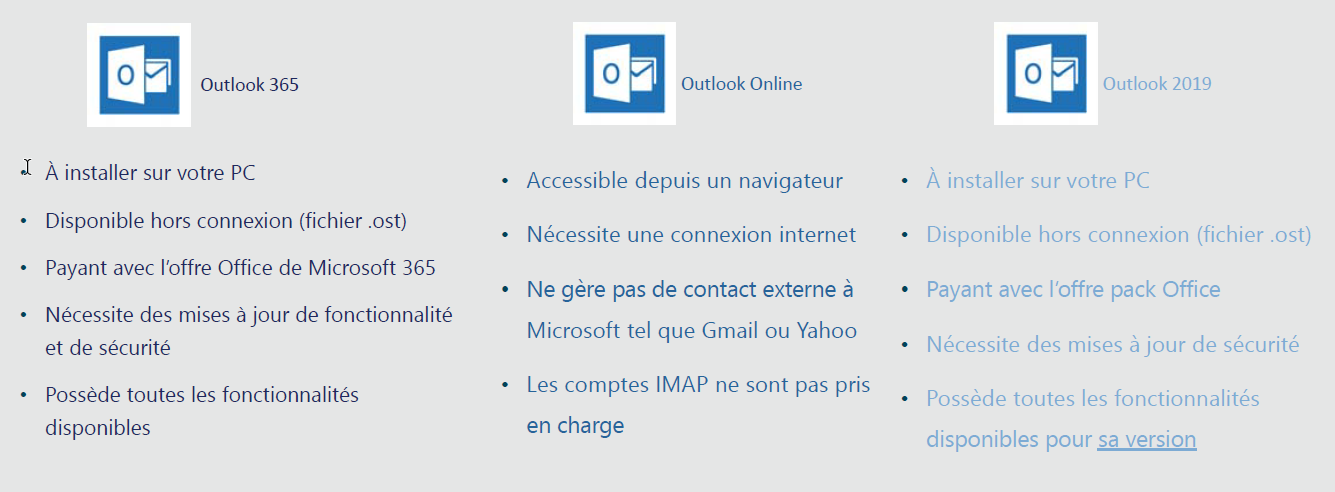 Outlook 365
À installer sur votre PC
Disponible hors connexion (fichier .ost)
Payant avec l’offre Office de Microsoft 365
Nécessite des mises à jour de fonctionnalité
et de sécurité
Possède toutes les fonctionnalités
disponibles
Outlook Online
Accessible depuis un navigateur
Nécessite une connexion internet
Ne gère pas de contact externe à
Microsoft tel que Gmail ou Yahoo
Les comptes IMAP ne sont pas pris
en charge
Outlook 2019
À installer sur votre PC
Disponible hors connexion (fichier .ost)
Payant avec l’offre pack Office
Nécessite des mises à jour de sécurité
Possède toutes les fonctionnalités
disponibles pour sa version